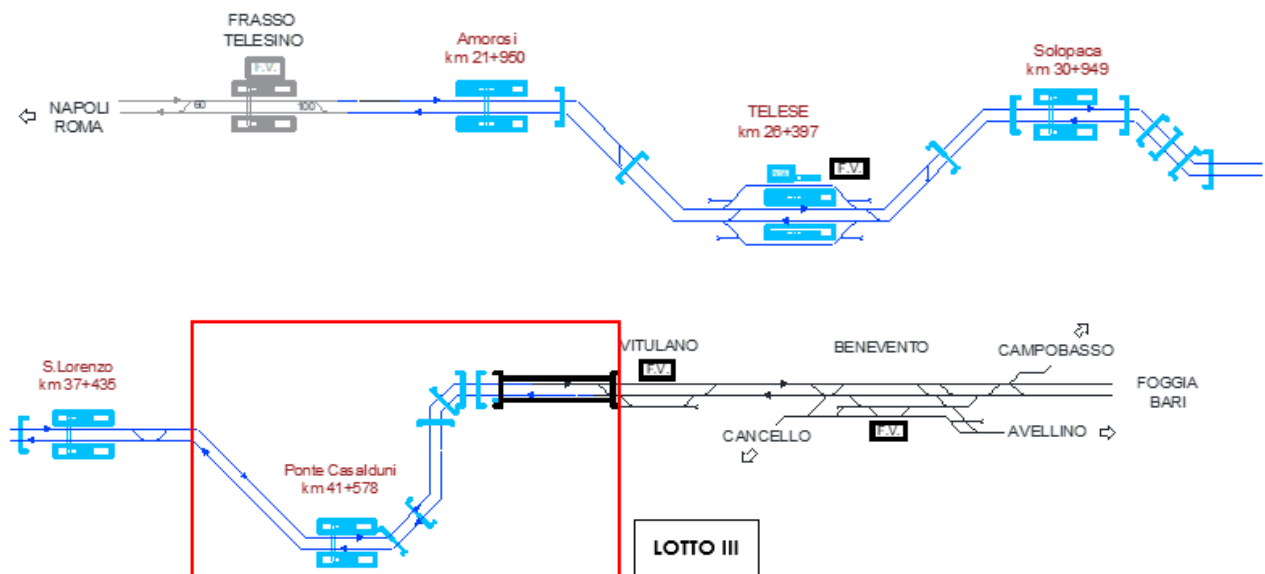 FRASSO
TELESINO
F.V.
60
100
NAPOLI
ROMA
Amorosi
km 21+950
TELESE
km 26+397
F.V.
Solopaca
km 30+949
S.Lorenzo
km 37+435
Ponte Casalduni
km 41+578
VITULANO
F.V.
BENEVENTO
CAMPOBASSO
FOGGIA
BARI
CANCELLO
F.V.
AVELLINO
LOTTO III